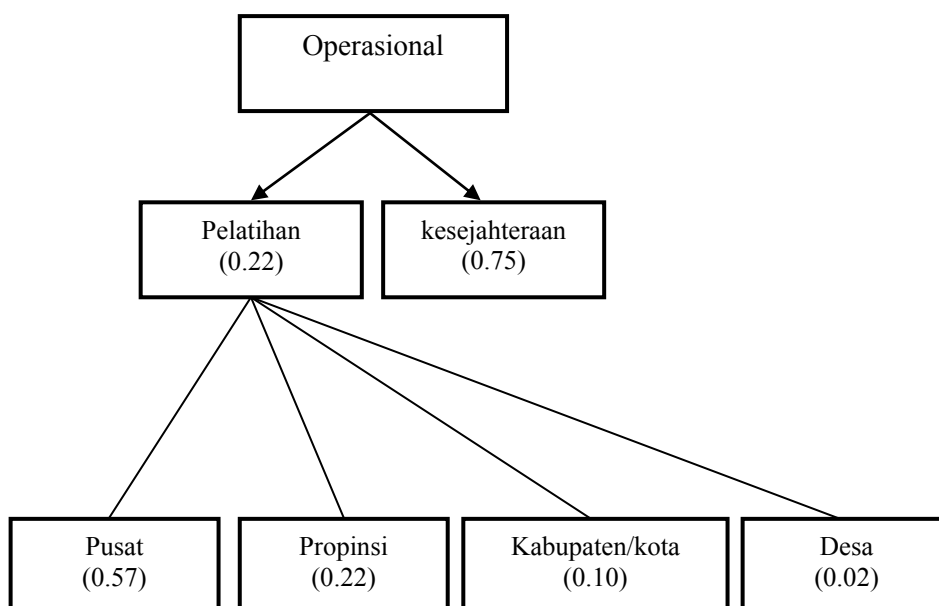 Operasional
Pelatihan
(0.22)
kesejahteraan
(0.75)
Pusat
(0.57)
Propinsi
(0.22)
Kabupaten/kota
(0.10)
Desa
(0.02)